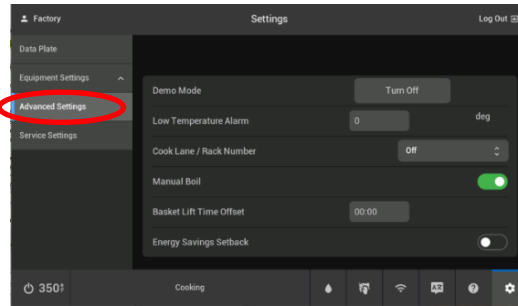 Factory
Settings
Log Out
Data Plate
Equipment Settings
Advanced Settings
Service Settings
Demo Mode
Turn Off
Low Temperature Alarm
0
deg
Cook Lane / Rack Number
Off
Manual Boil
Basket Lift Time Offset
00:00
Energy Savings Setback
350°
Cooking